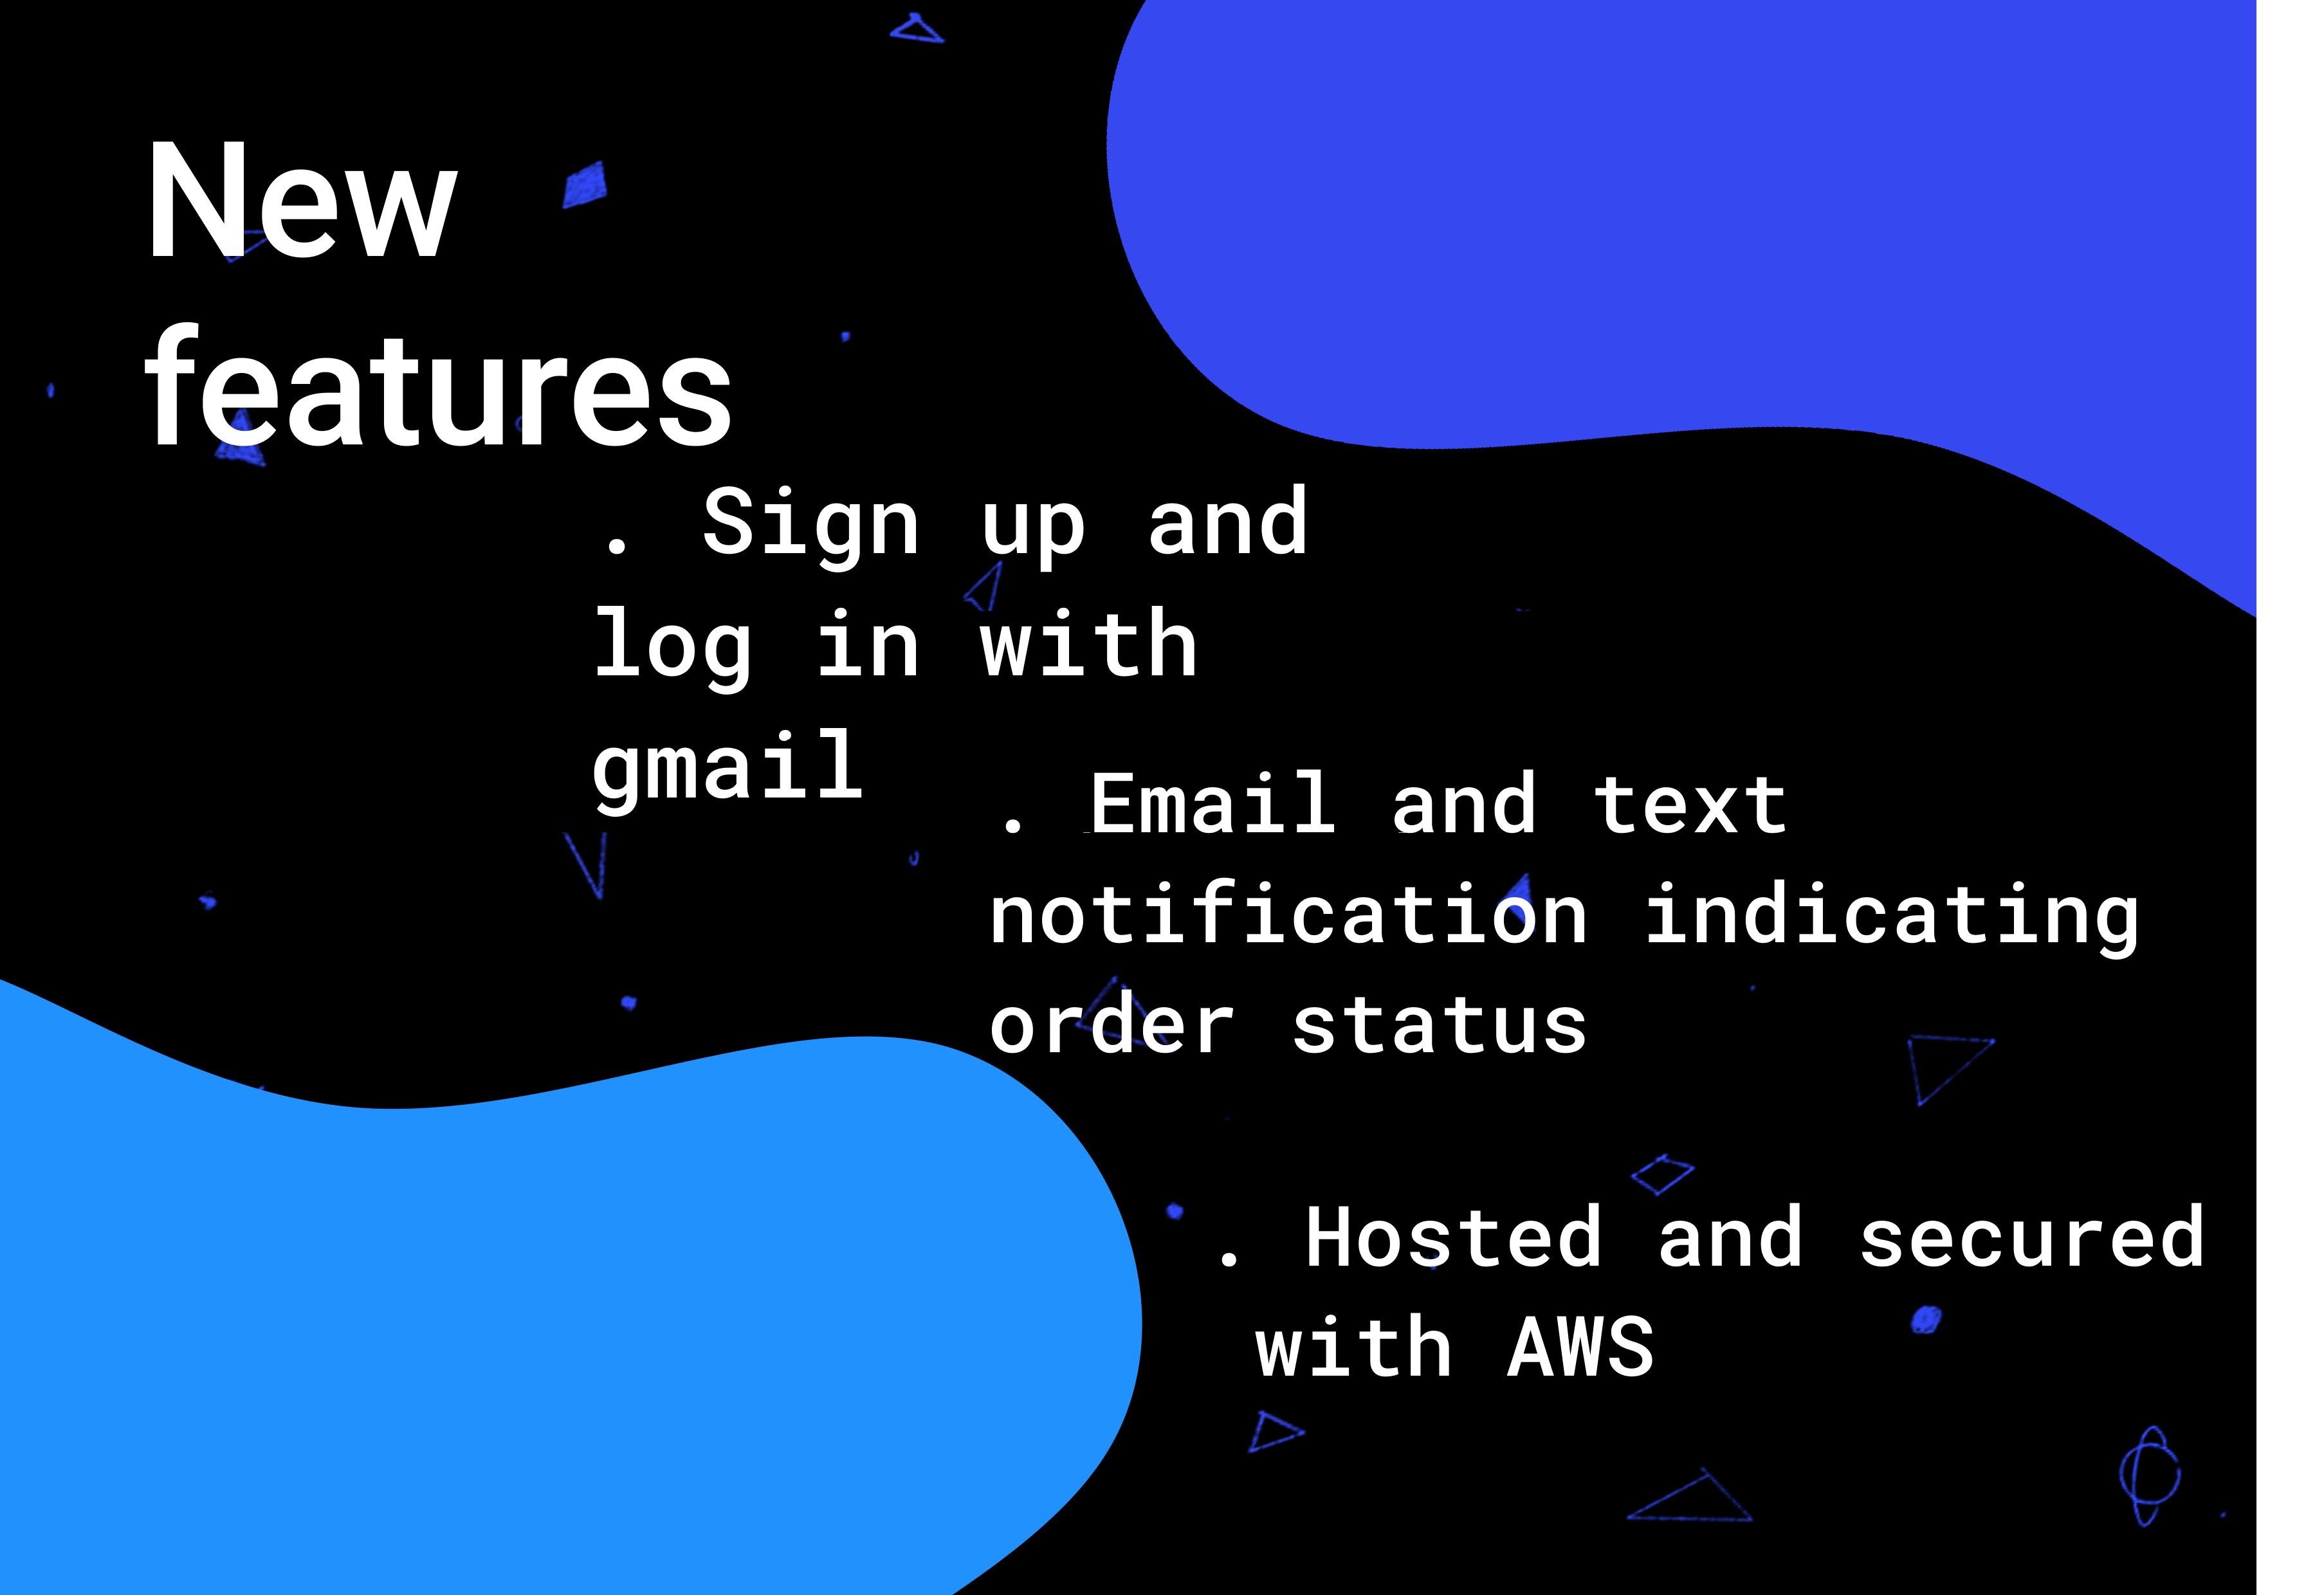 New
features
. Sign up and
log in with
gmail
. Email and text
notification indicating
order status
. Hosted and secured
with AWS